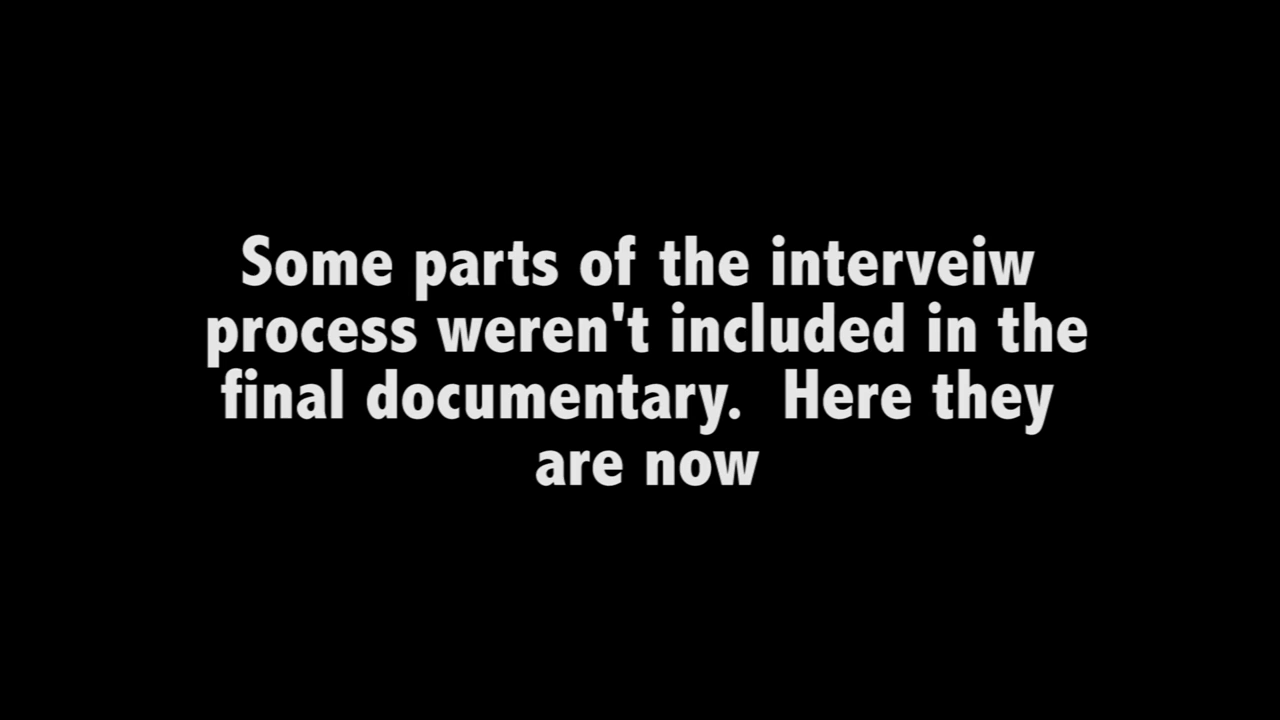 Some parts of the interveiw
process weren't included in the
final documentary.  Here they
are now